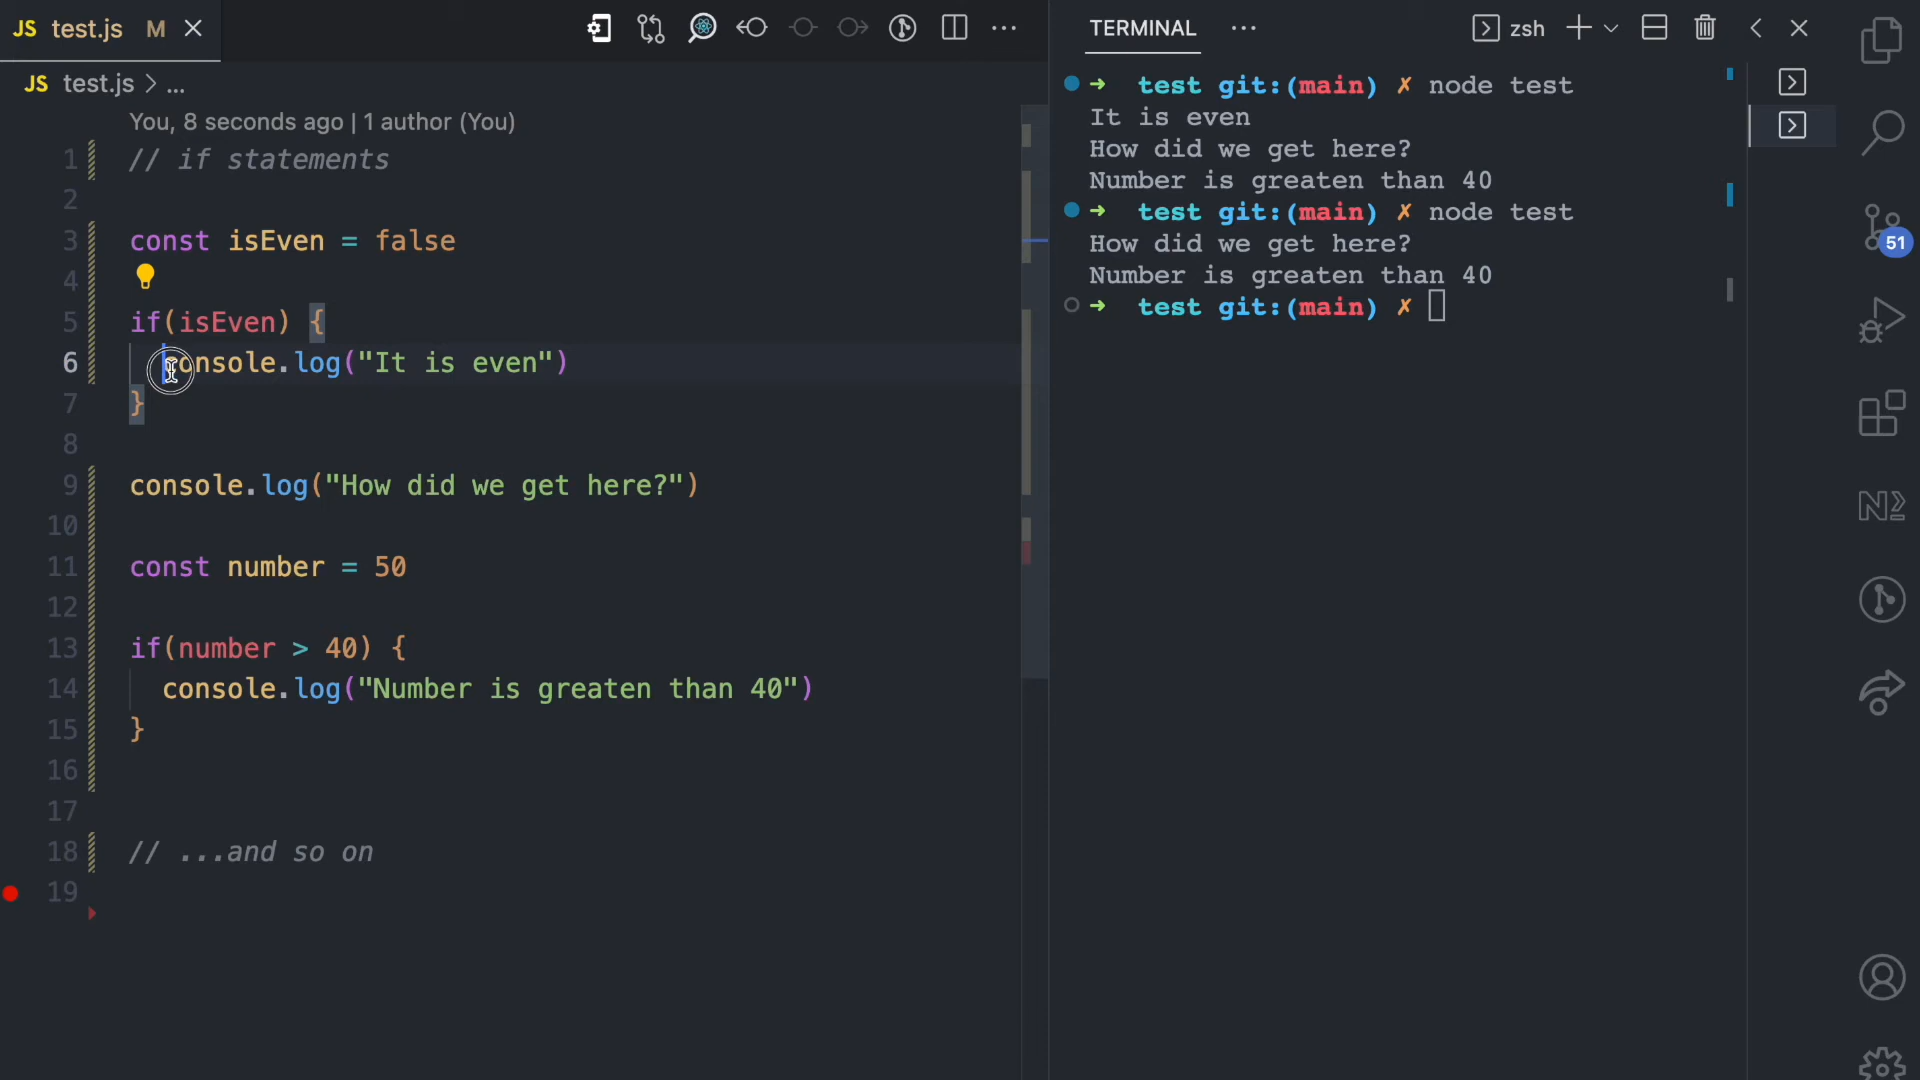 JS test.js M
JS test.js > ...
You, 8 seconds ago | 1 author (You)
1 // if statements
2
3 const isEven = false
4
5 if(isEven) {
6 console.log("It is even")
7 }
8
9 console.log("How did we get here?")
10
11 const number = 50
12
13 if(number > 40) {
14 console.log("Number is greaten than 40")
15 }
16
17
18 // ...and so on
19
TERMINAL ... zsh
➜ test git:(main) ✗ node test
It is even
How did we get here?
Number is greaten than 40
➜ test git:(main) ✗ node test
How did we get here?
Number is greaten than 40
➜ test git:(main) ✗
51